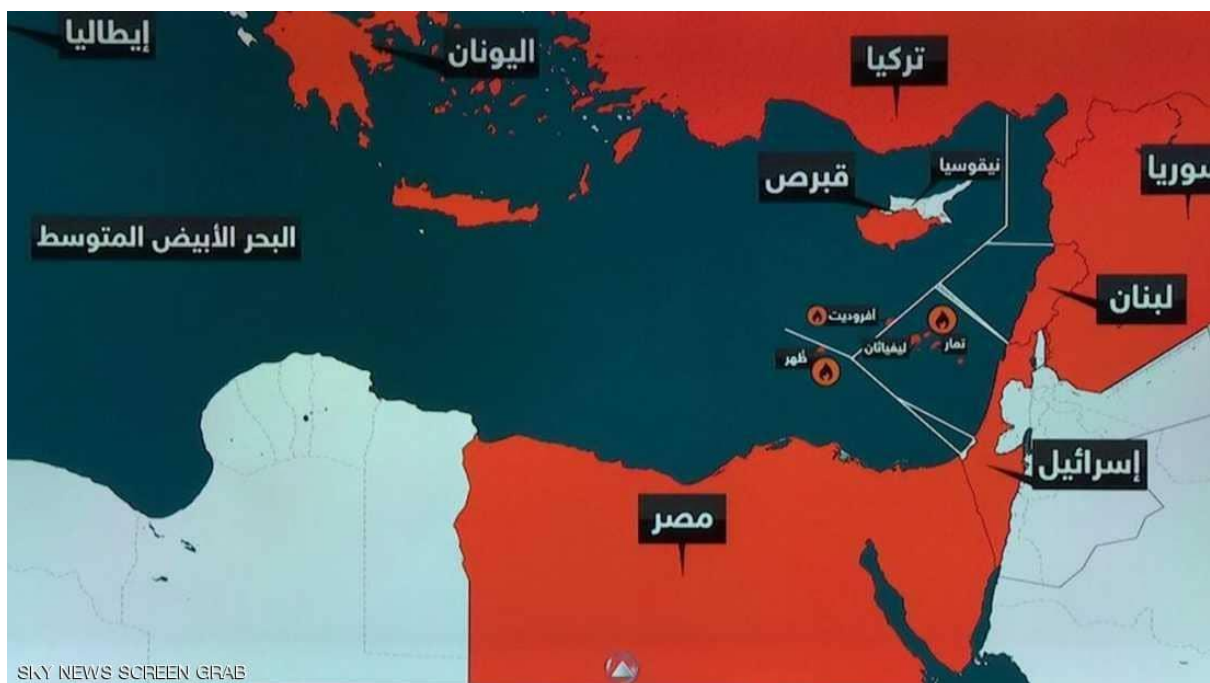 إيطاليا
اليونان
تركيا
نيقوسيا
قبرص
سوريا
البحر الأبيض المتوسط
لبنان
افروديت
تمار
ليفياثان
ظهر
إسرائيل
مصر
SKY NEWS SCREEN GRAB